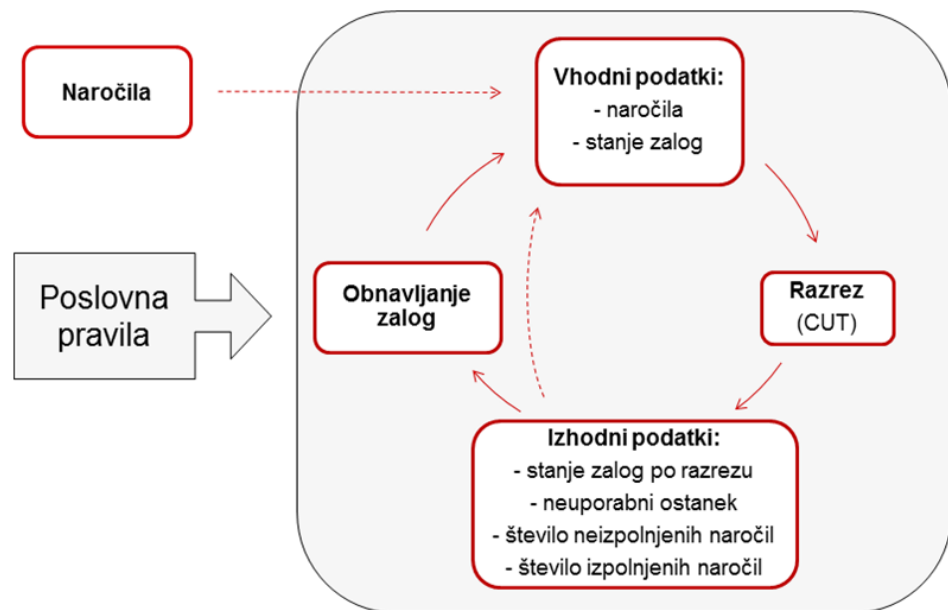 Naročila
Vhodni podatki:
- naročila
- stanje zalog
Poslovna
pravila
Obnavljanje
zalog
Razrez
(CUT)
Izhodni podatki:
- stanje zalog po razrezu
- neuporabni ostanek
- število neizpolnjenih naročil
- število izpolnjenih naročil